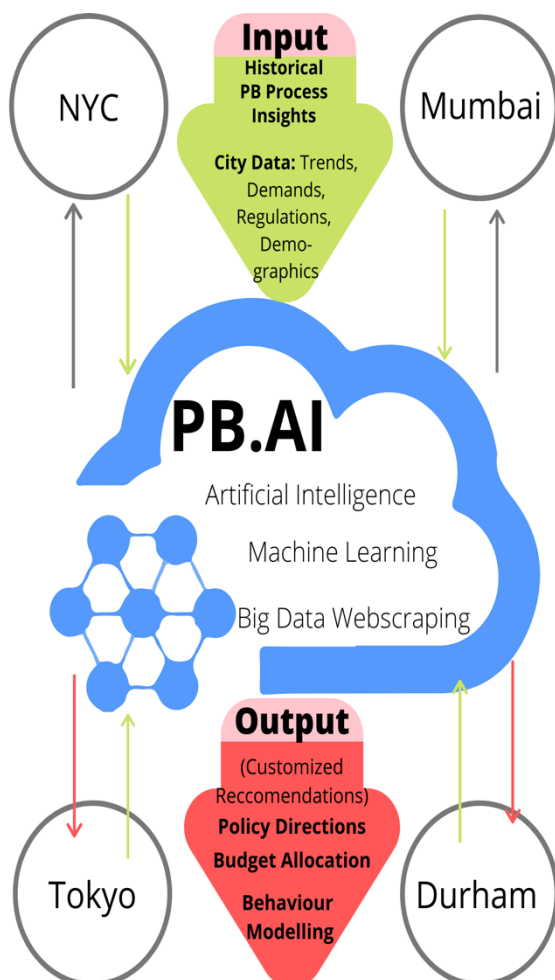 Input
Historical
PB Process
Insights
City Data: Trends,
Demands,
Regulations,
Demo-
graphics
NYC
Mumbai
PB.AI
Artificial Intelligence
Machine Learning
Big Data Webscraping
Output
(Customized
Reccomendations)
Policy Directions
Budget Allocation
Behaviour
Modelling
Tokyo
Durham